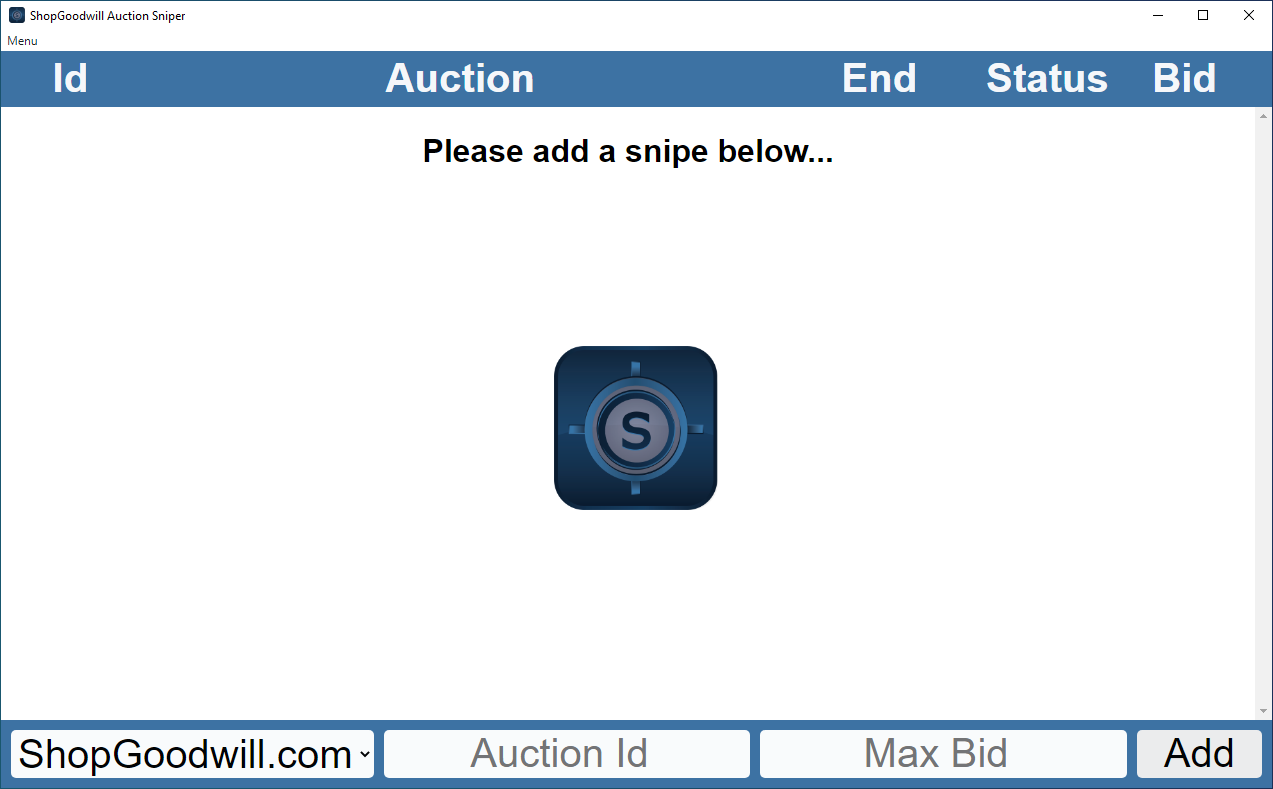 ShopGoodwill Auction Sniper
Menu
Id Auction End Status Bid
Please add a snipe below...
S
ShopGoodwill.com Auction Id Max Bid Add